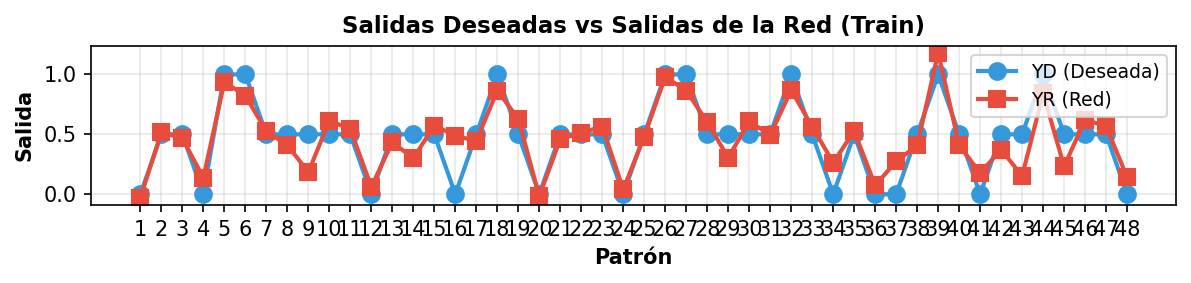 Salidas Deseadas vs Salidas de la Red (Train)
1.0
0.5
0.0
Salida
YD (Deseada)
YR (Red)
1 2 3 4 5 6 7 8 9 10 11 12 13 14 15 16 17 18 19 20 21 22 23 24 25 26 27 28 29 30 31 32 33 34 35 36 37 38 39 40 41 42 43 44 45 46 47 48
Patrón